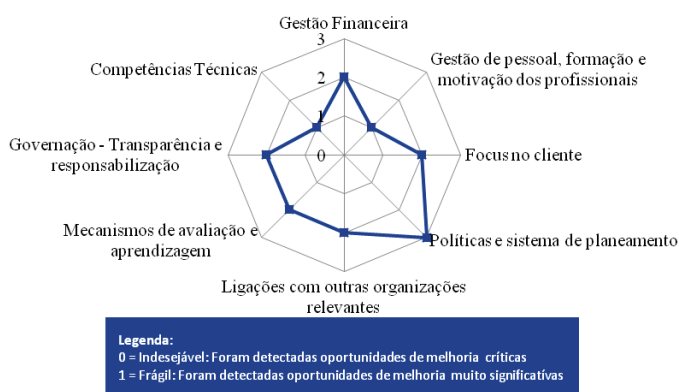 Gestão Financeira
3
2
1
0
Gestão de pessoal, formação e
motivação dos profissionais
Focus no cliente
Políticas e sistema de planeamento
Ligações com outras organizações
relevantes
Mecanismos de avaliação e
aprendizagem
Governação - Transparência e
responsabilização
Competências Técnicas
Legenda:
0 = Indesejável: Foram detectadas oportunidades de melhoria críticas
1 = Frágil: Foram detectadas oportunidades de melhoria muito significativas